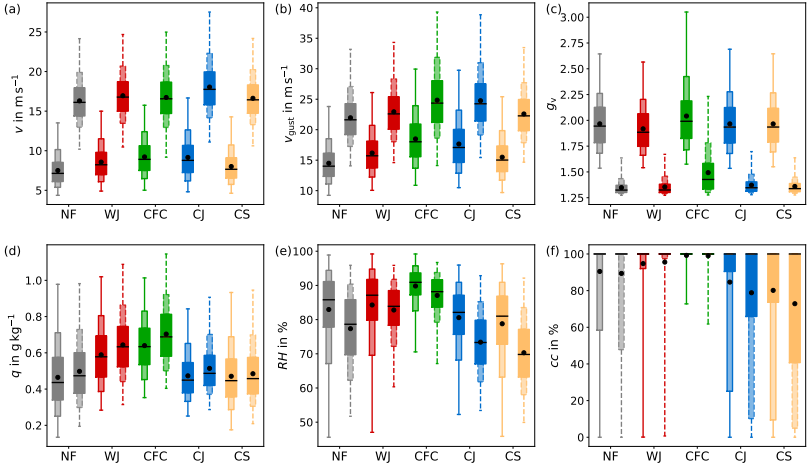 (a)
v in m s⁻¹
25
20
15
10
5
NF WJ CFC CJ CS
(b)
v_gust in m s⁻¹
40
35
30
25
20
15
10
NF WJ CFC CJ CS
(c)
g_v
3.00
2.75
2.50
2.25
2.00
1.75
1.50
1.25
NF WJ CFC CJ CS
(d)
q in g kg⁻¹
1.0
0.8
0.6
0.4
0.2
NF WJ CFC CJ CS
(e)
RH in %
100
90
80
70
60
50
NF WJ CFC CJ CS
(f)
cc in %
100
80
60
40
20
0
NF WJ CFC CJ CS